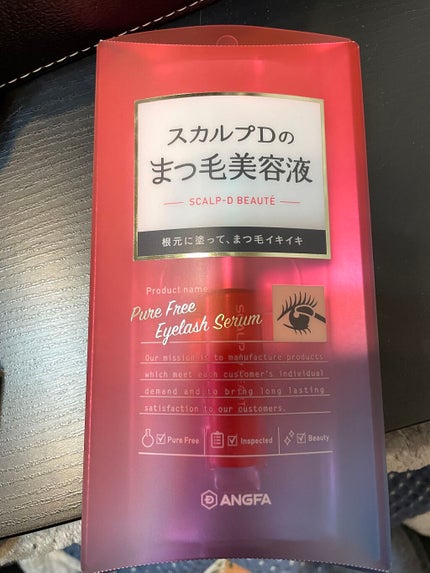 スカルプDの
まつ毛美容液
SCALP-D BEAUTÉ
根元に塗って、まつ毛イキイキ
Product name
Pure Free
Eyelash Serum
Our mission is to manufacture products
which meet each customer's individual
demand and to bring long lasting
satisfaction to our customers.
Pure Free Inspected Beauty
ANGFA